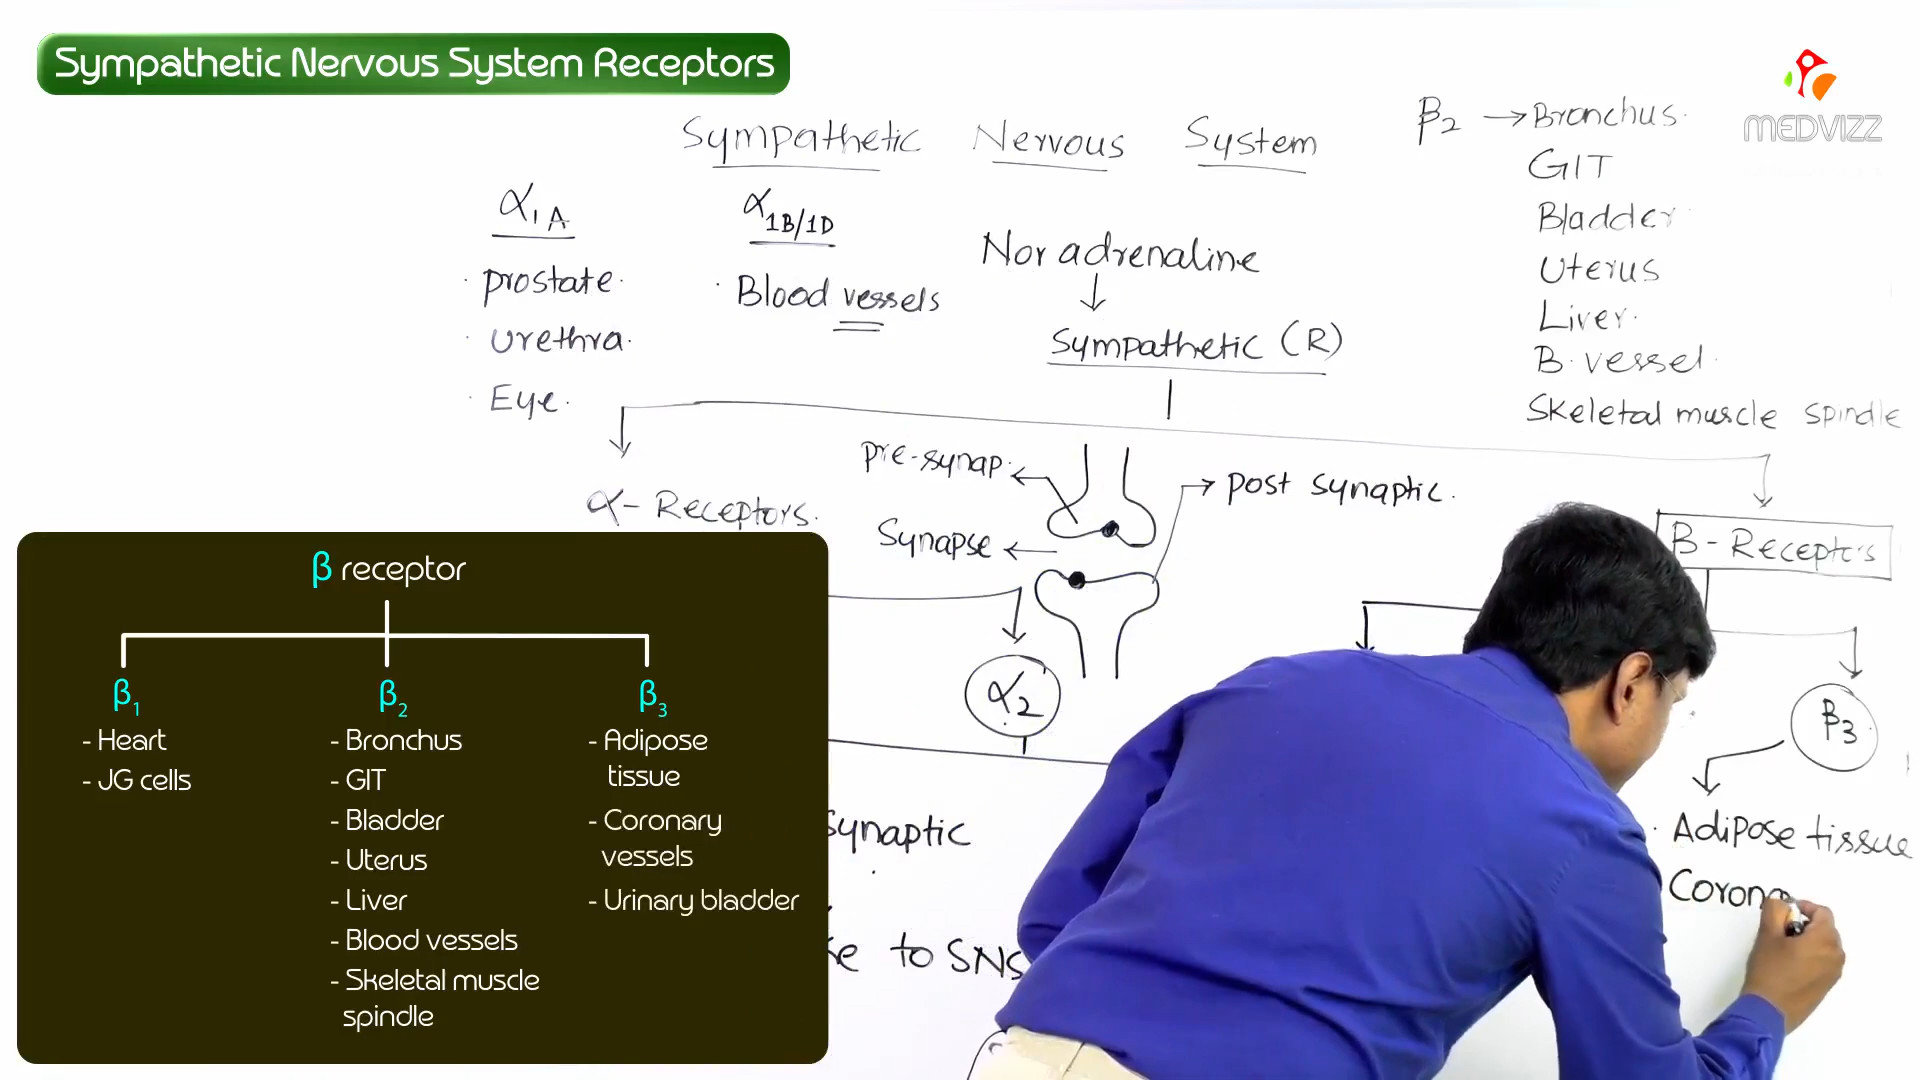 Sympathetic Nervous System Receptors
MEDVIZZ
Sympathetic Nervous System
α1A
prostate.
urethra.
Eye.
α1B/1D
Blood vessels
Nor adrenaline
Sympathetic (R)
β2 → Bronchus.
GIT
Bladder
Uterus
Liver.
B. vessel.
Skeletal muscle spindle
α- Receptors.
pre-synap.
Synapse
post synaptic.
β- Receptors
α2
β3
Adipose tissue
Coron
synaptic
to SNS
β receptor
β1
- Heart
- JG cells
β2
- Bronchus
- GIT
- Bladder
- Uterus
- Liver
- Blood vessels
- Skeletal muscle
spindle
β3
- Adipose
tissue
- Coronary
vessels
- Urinary bladder